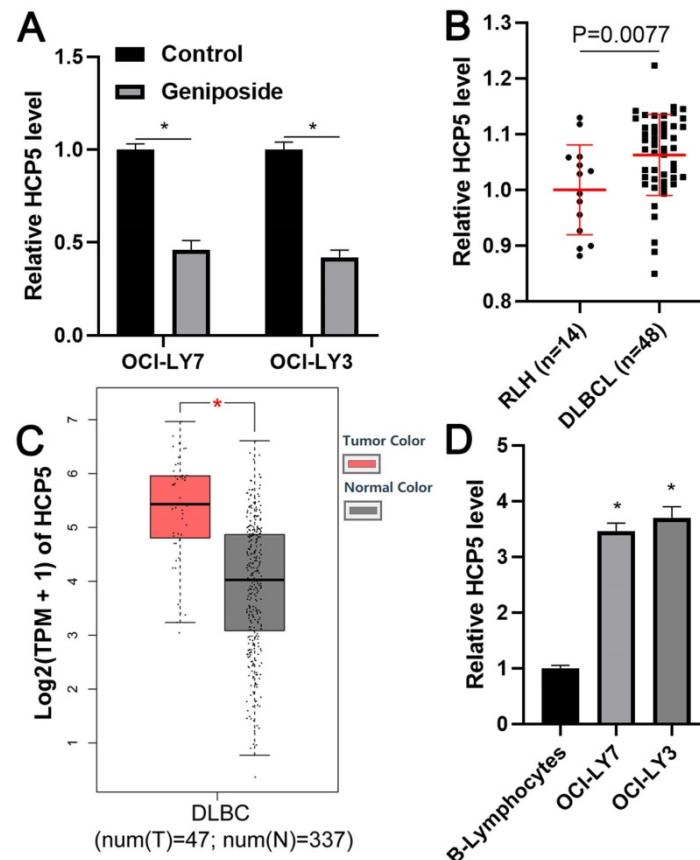 A
Relative HCP5 level
1.5
1.0
0.5
0.0
Control
Geniposide
*
*
OCI-LY7
OCI-LY3
B
P=0.0077
Relative HCP5 level
1.3
1.2
1.1
1.0
0.9
0.8
RLH (n=14)
DLBCL (n=48)
C
Log2(TPM + 1) of HCP5
7
6
5
4
3
2
1
*
Tumor Color
Normal Color
DLBC
(num(T)=47; num(N)=337)
D
Relative HCP5 level
5
4
3
2
1
0
*
*
B-Lymphocytes
OCI-LY7
OCI-LY3